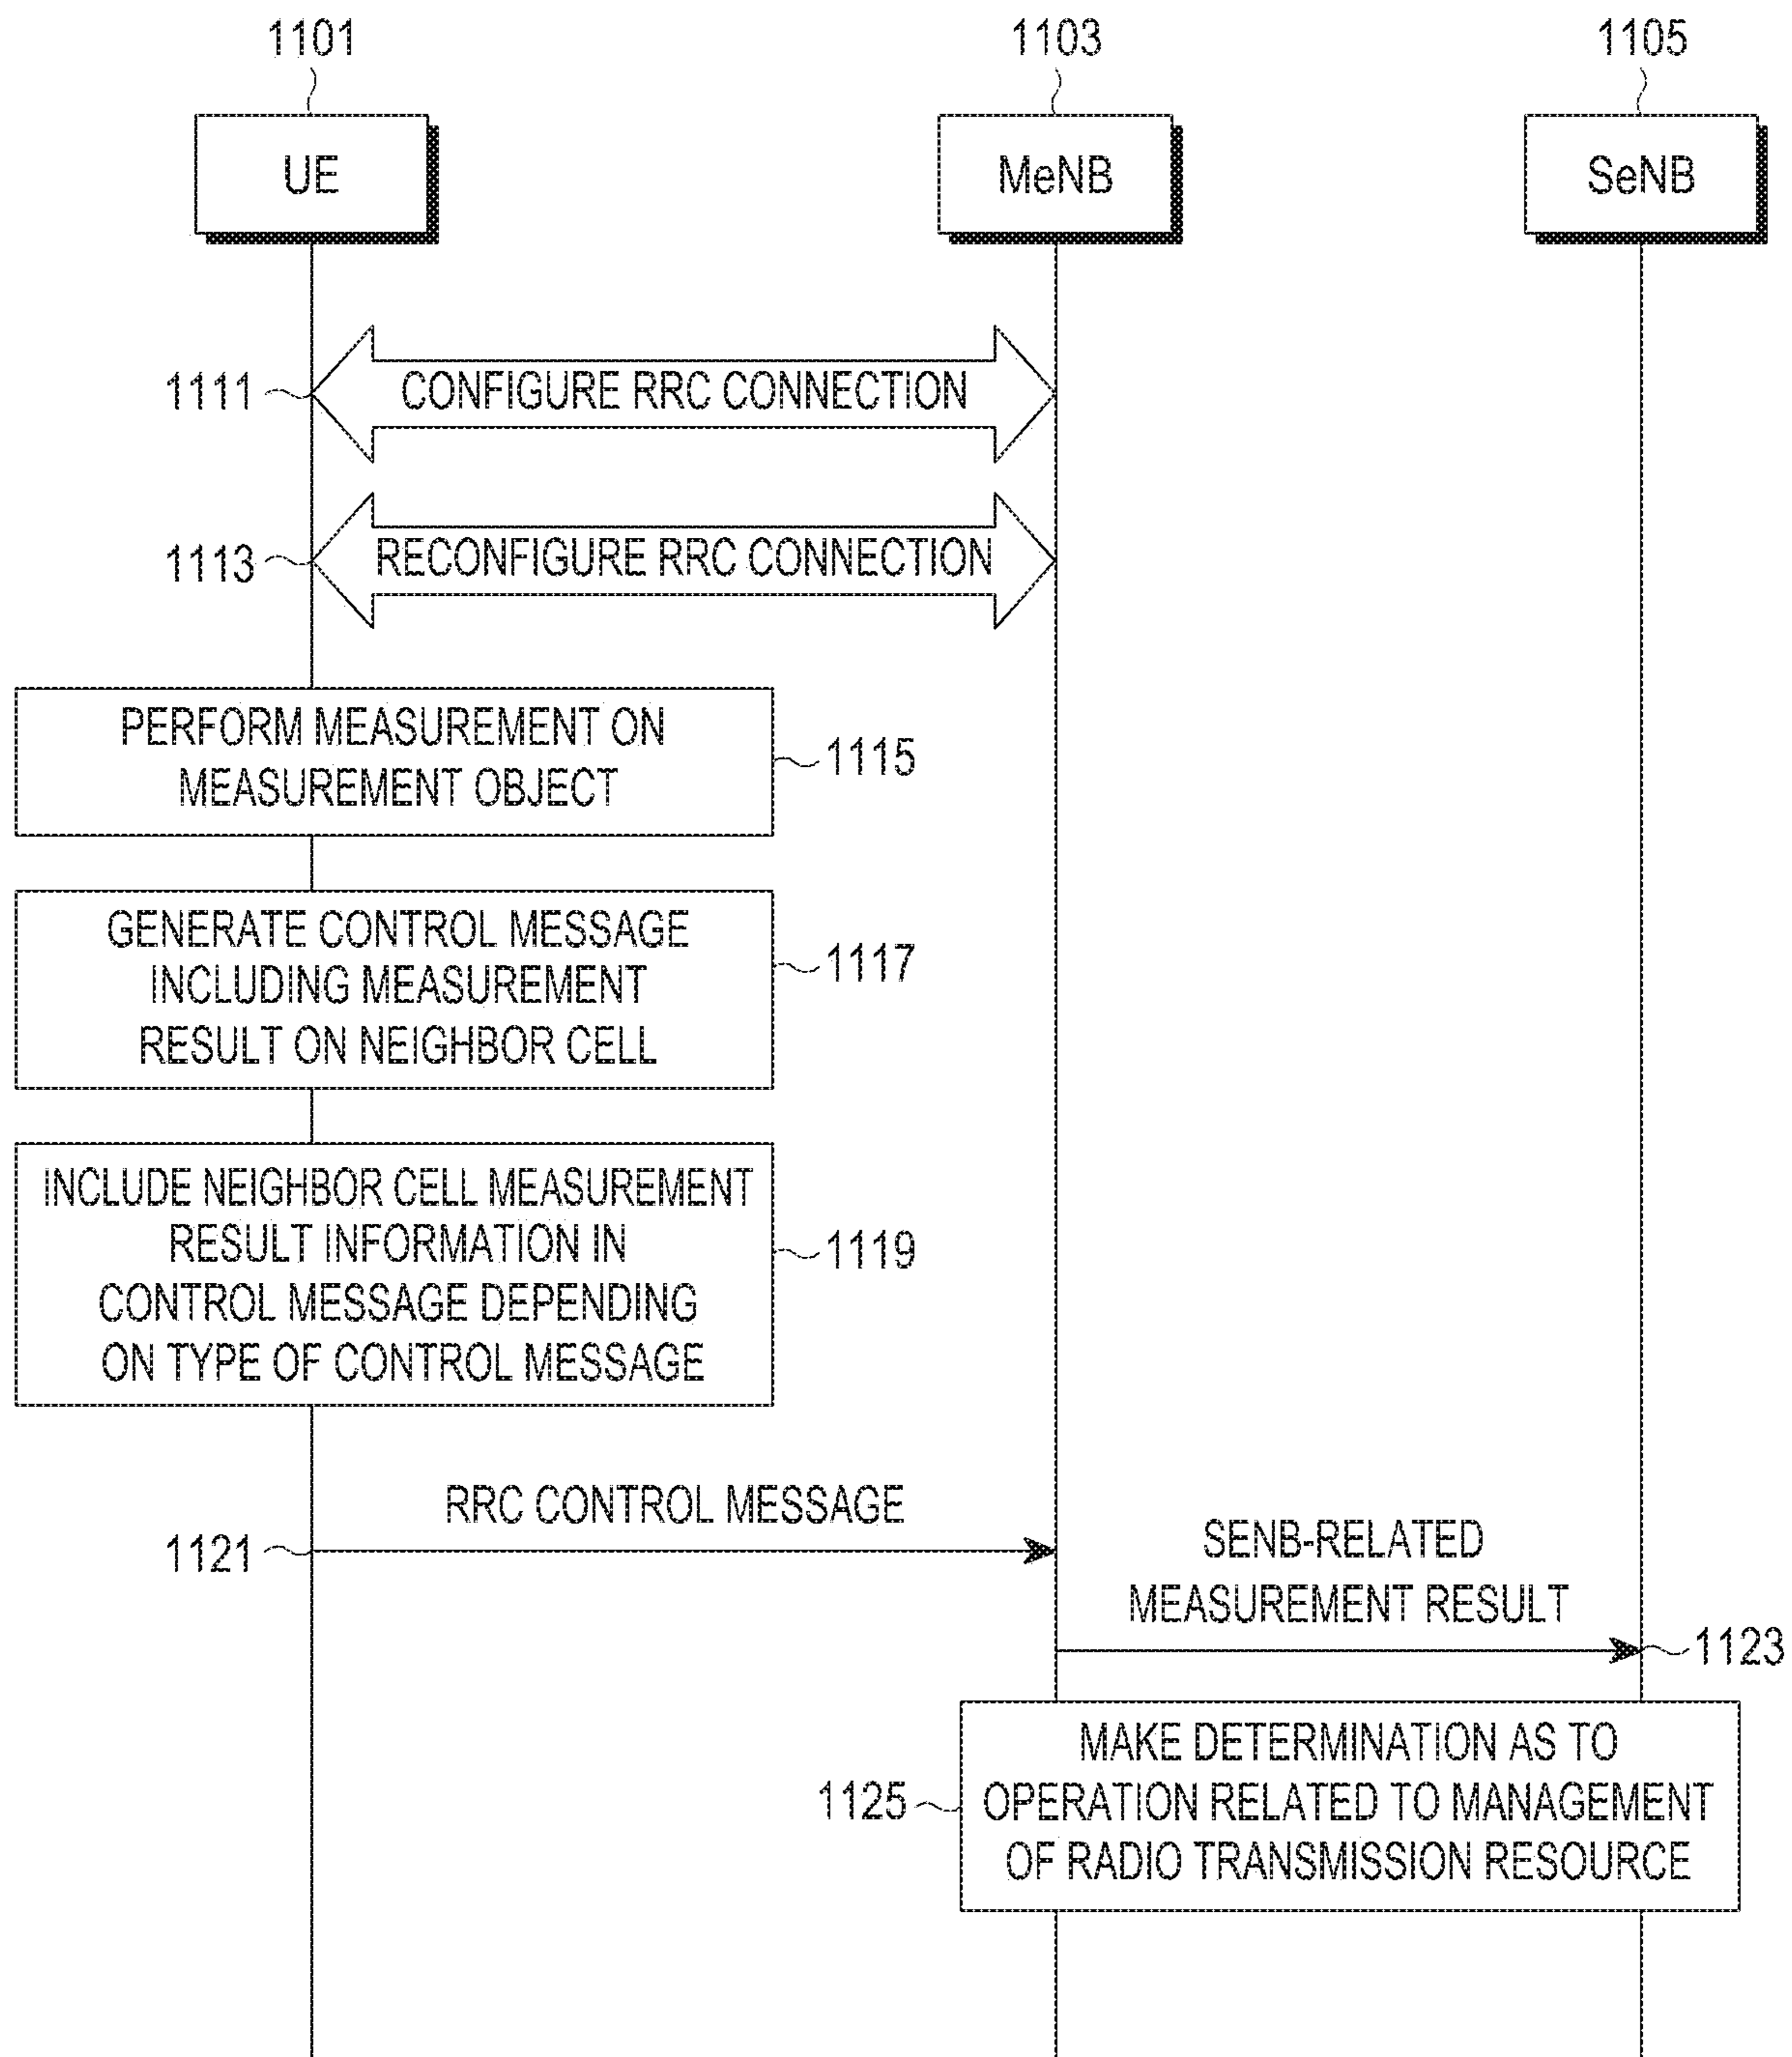 1101
1103
1105
UE
MeNB
SeNB
1111
CONFIGURE RRC CONNECTION
1113
RECONFIGURE RRC CONNECTION
PERFORM MEASUREMENT ON
MEASUREMENT OBJECT
1115
GENERATE CONTROL MESSAGE
INCLUDING MEASUREMENT
RESULT ON NEIGHBOR CELL
1117
INCLUDE NEIGHBOR CELL MEASUREMENT
RESULT INFORMATION IN
CONTROL MESSAGE DEPENDING
ON TYPE OF CONTROL MESSAGE
1119
RRC CONTROL MESSAGE
1121
SENB-RELATED
MEASUREMENT RESULT
1123
MAKE DETERMINATION AS TO
OPERATION RELATED TO MANAGEMENT
OF RADIO TRANSMISSION RESOURCE
1125